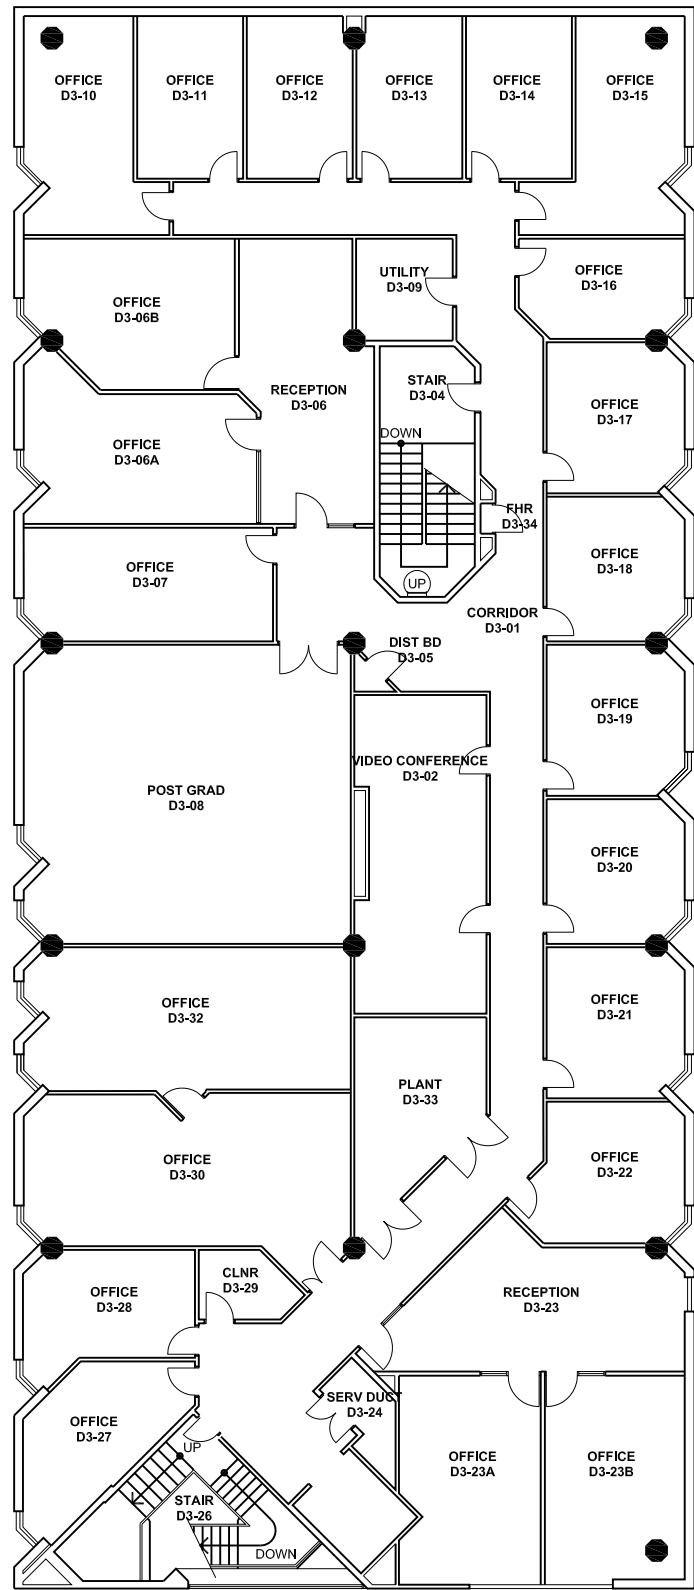 OFFICE
D3-10
OFFICE
D3-11
OFFICE
D3-12
OFFICE
D3-13
OFFICE
D3-14
OFFICE
D3-15
OFFICE
D3-06B
UTILITY
D3-09
OFFICE
D3-16
RECEPTION
D3-06
STAIR
D3-04
OFFICE
D3-17
OFFICE
D3-06A
DOWN
FHR
D3-34
OFFICE
D3-07
UP
OFFICE
D3-18
CORRIDOR
D3-01
DIST BD
D3-05
OFFICE
D3-19
POST GRAD
D3-08
VIDEO CONFERENCE
D3-02
OFFICE
D3-20
OFFICE
D3-32
OFFICE
D3-21
PLANT
D3-33
OFFICE
D3-30
OFFICE
D3-22
OFFICE
D3-28
CLNR
D3-29
RECEPTION
D3-23
OFFICE
D3-27
SERV DUCT
D3-24
UP
OFFICE
D3-23A
OFFICE
D3-23B
STAIR
D3-26
DOWN